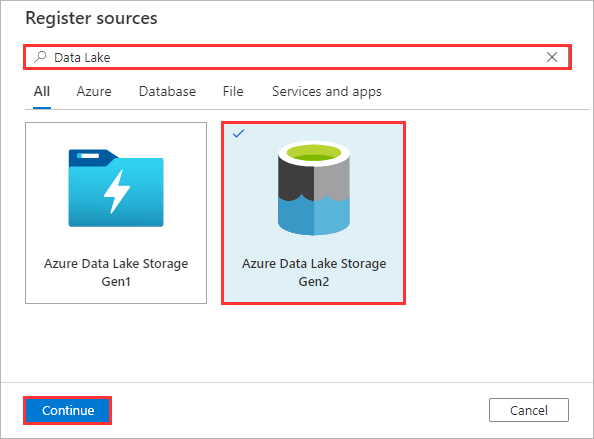 Register sources
Data Lake
All Azure Database File Services and apps
Azure Data Lake Storage
Gen1
Azure Data Lake Storage
Gen2
Continue
Cancel